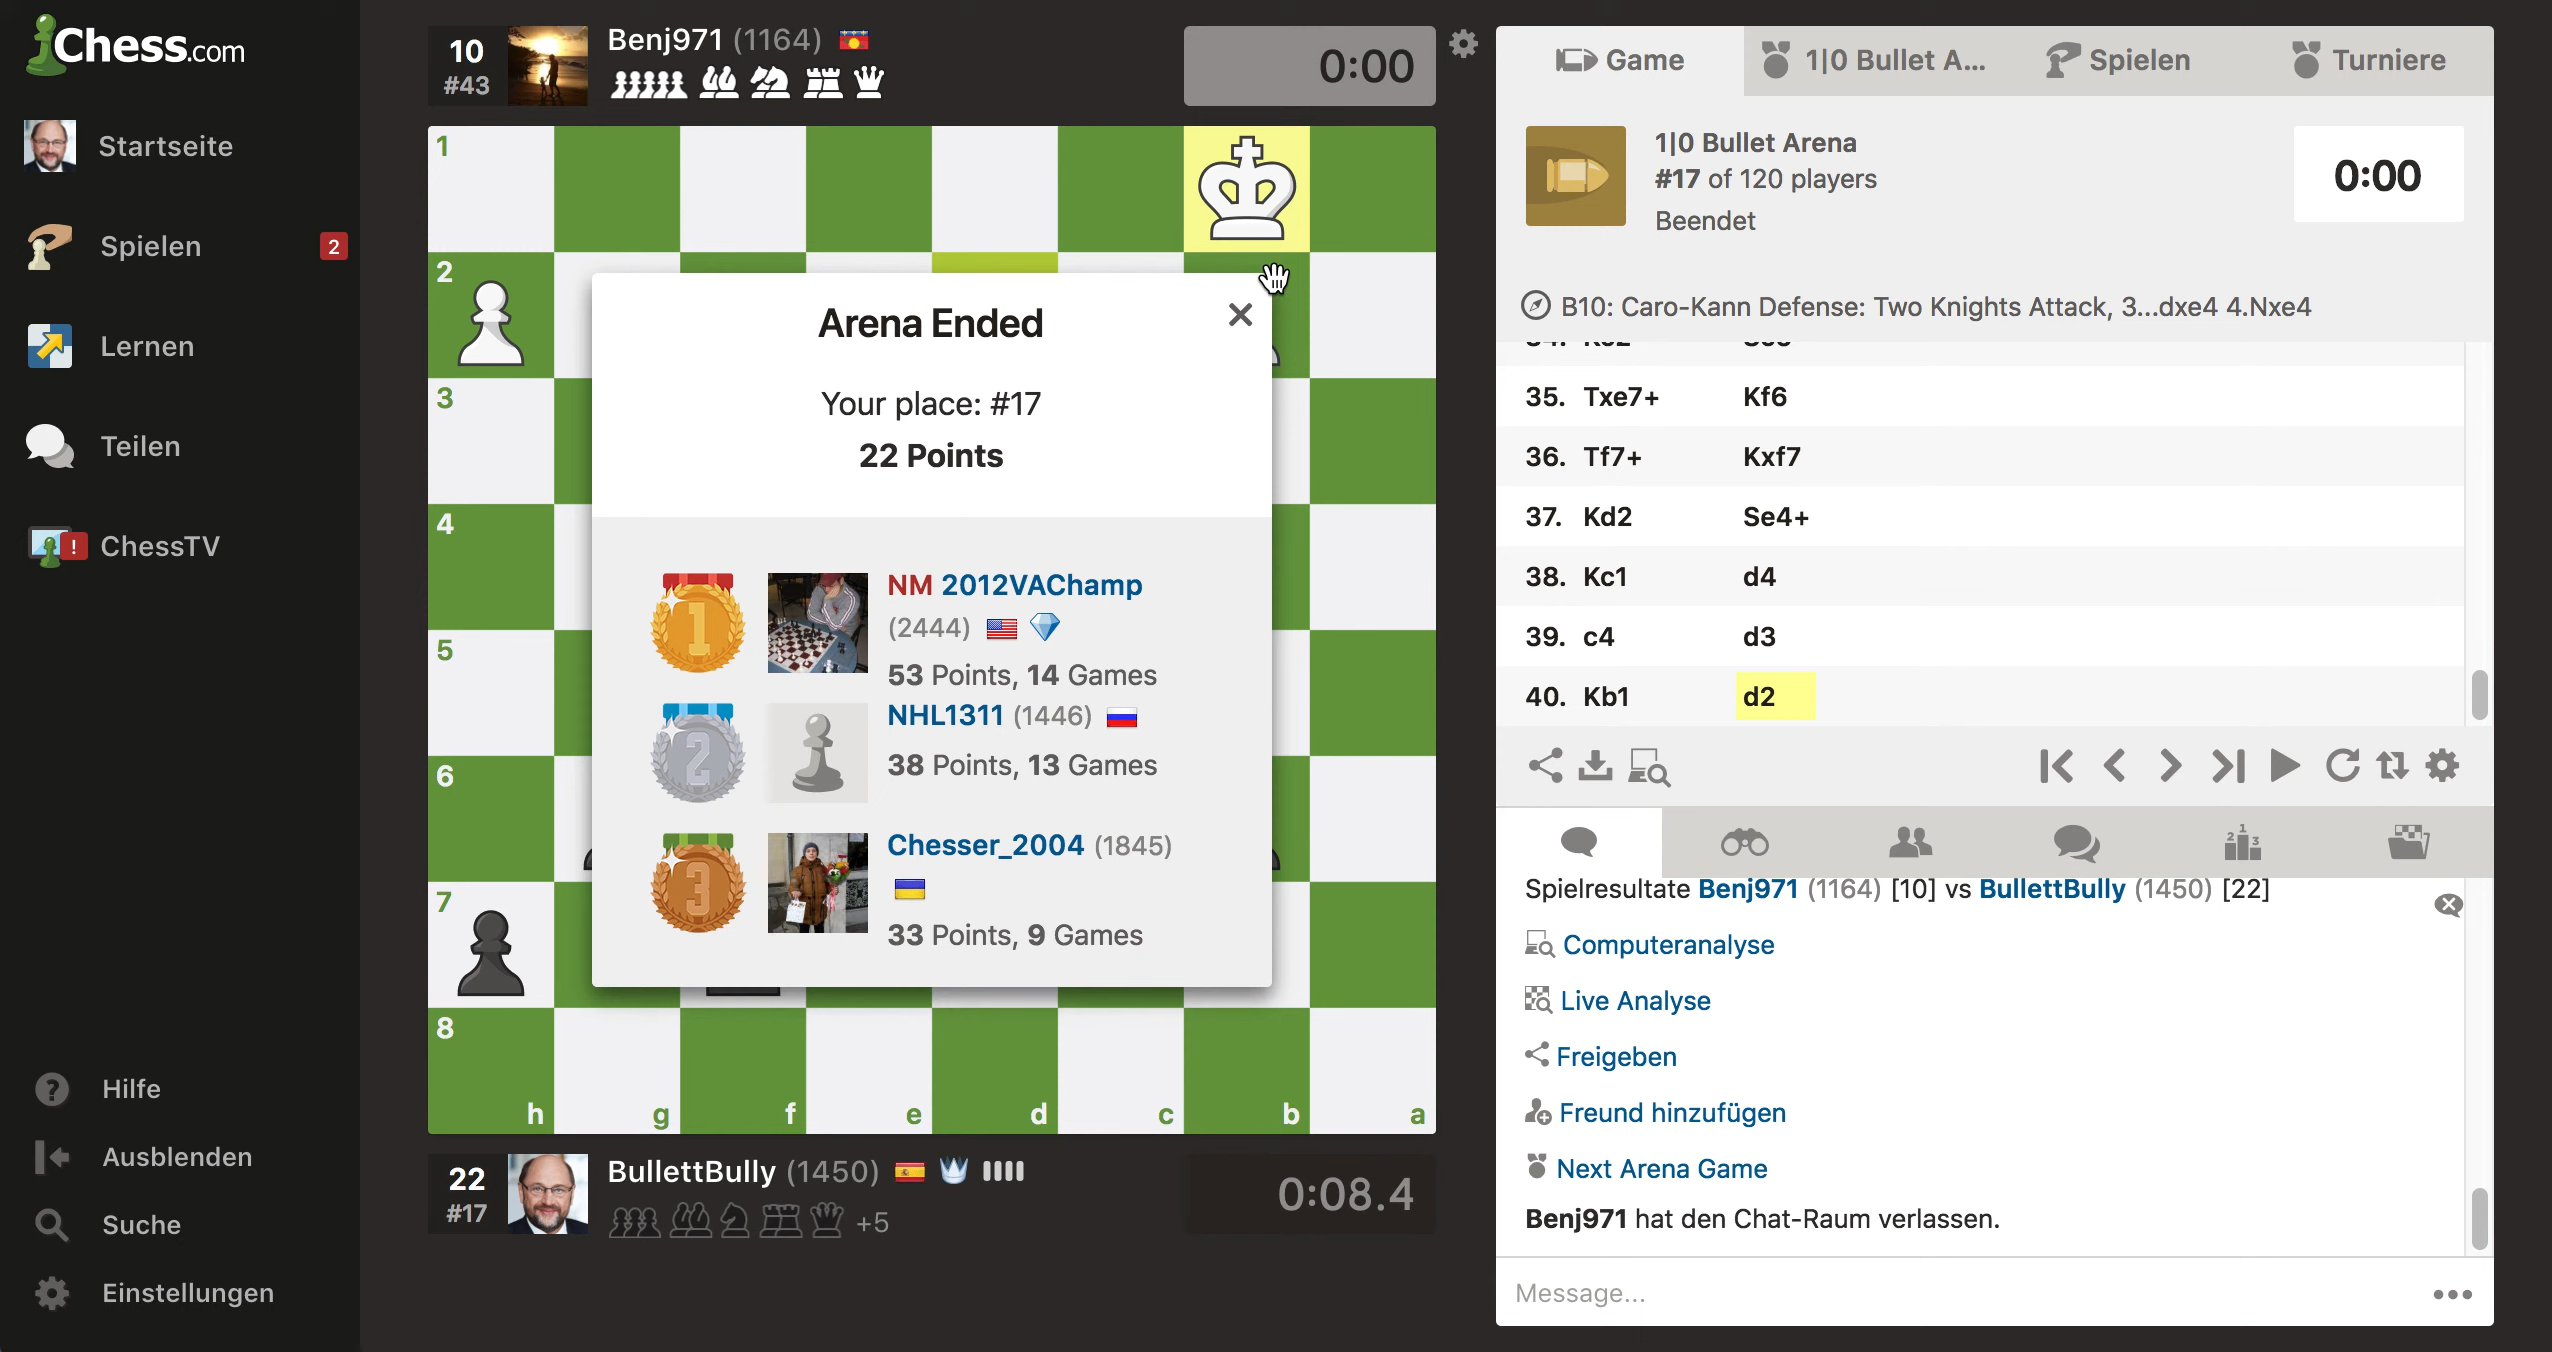 Chess.com
Startseite
Spielen
2
Lernen
Teilen
!
ChessTV
Hilfe
Ausblenden
Suche
Einstellungen
10
#43
Benj971 (1164)
0:00
1
2
3
4
5
6
7
8
h g f e d c b a
Arena Ended
Your place: #17
22 Points
1
NM 2012VAChamp
(2444)
53 Points, 14 Games
2
NHL1311 (1446)
38 Points, 13 Games
3
Chesser_2004 (1845)
33 Points, 9 Games
22
#17
BullettBully (1450)
+5
0:08.4
Game
1|0 Bullet A...
Spielen
Turniere
1|0 Bullet Arena
#17 of 120 players
Beendet
0:00
B10: Caro-Kann Defense: Two Knights Attack, 3...dxe4 4.Nxe4
35. Txe7+ Kf6
36. Tf7+ Kxf7
37. Kd2 Se4+
38. Kc1 d4
39. c4 d3
40. Kb1 d2
2 1 3
Spielresultate Benj971 (1164) [10] vs BullettBully (1450) [22]
Computeranalyse
Live Analyse
Freigeben
Freund hinzufügen
Next Arena Game
Benj971 hat den Chat-Raum verlassen.
Message...